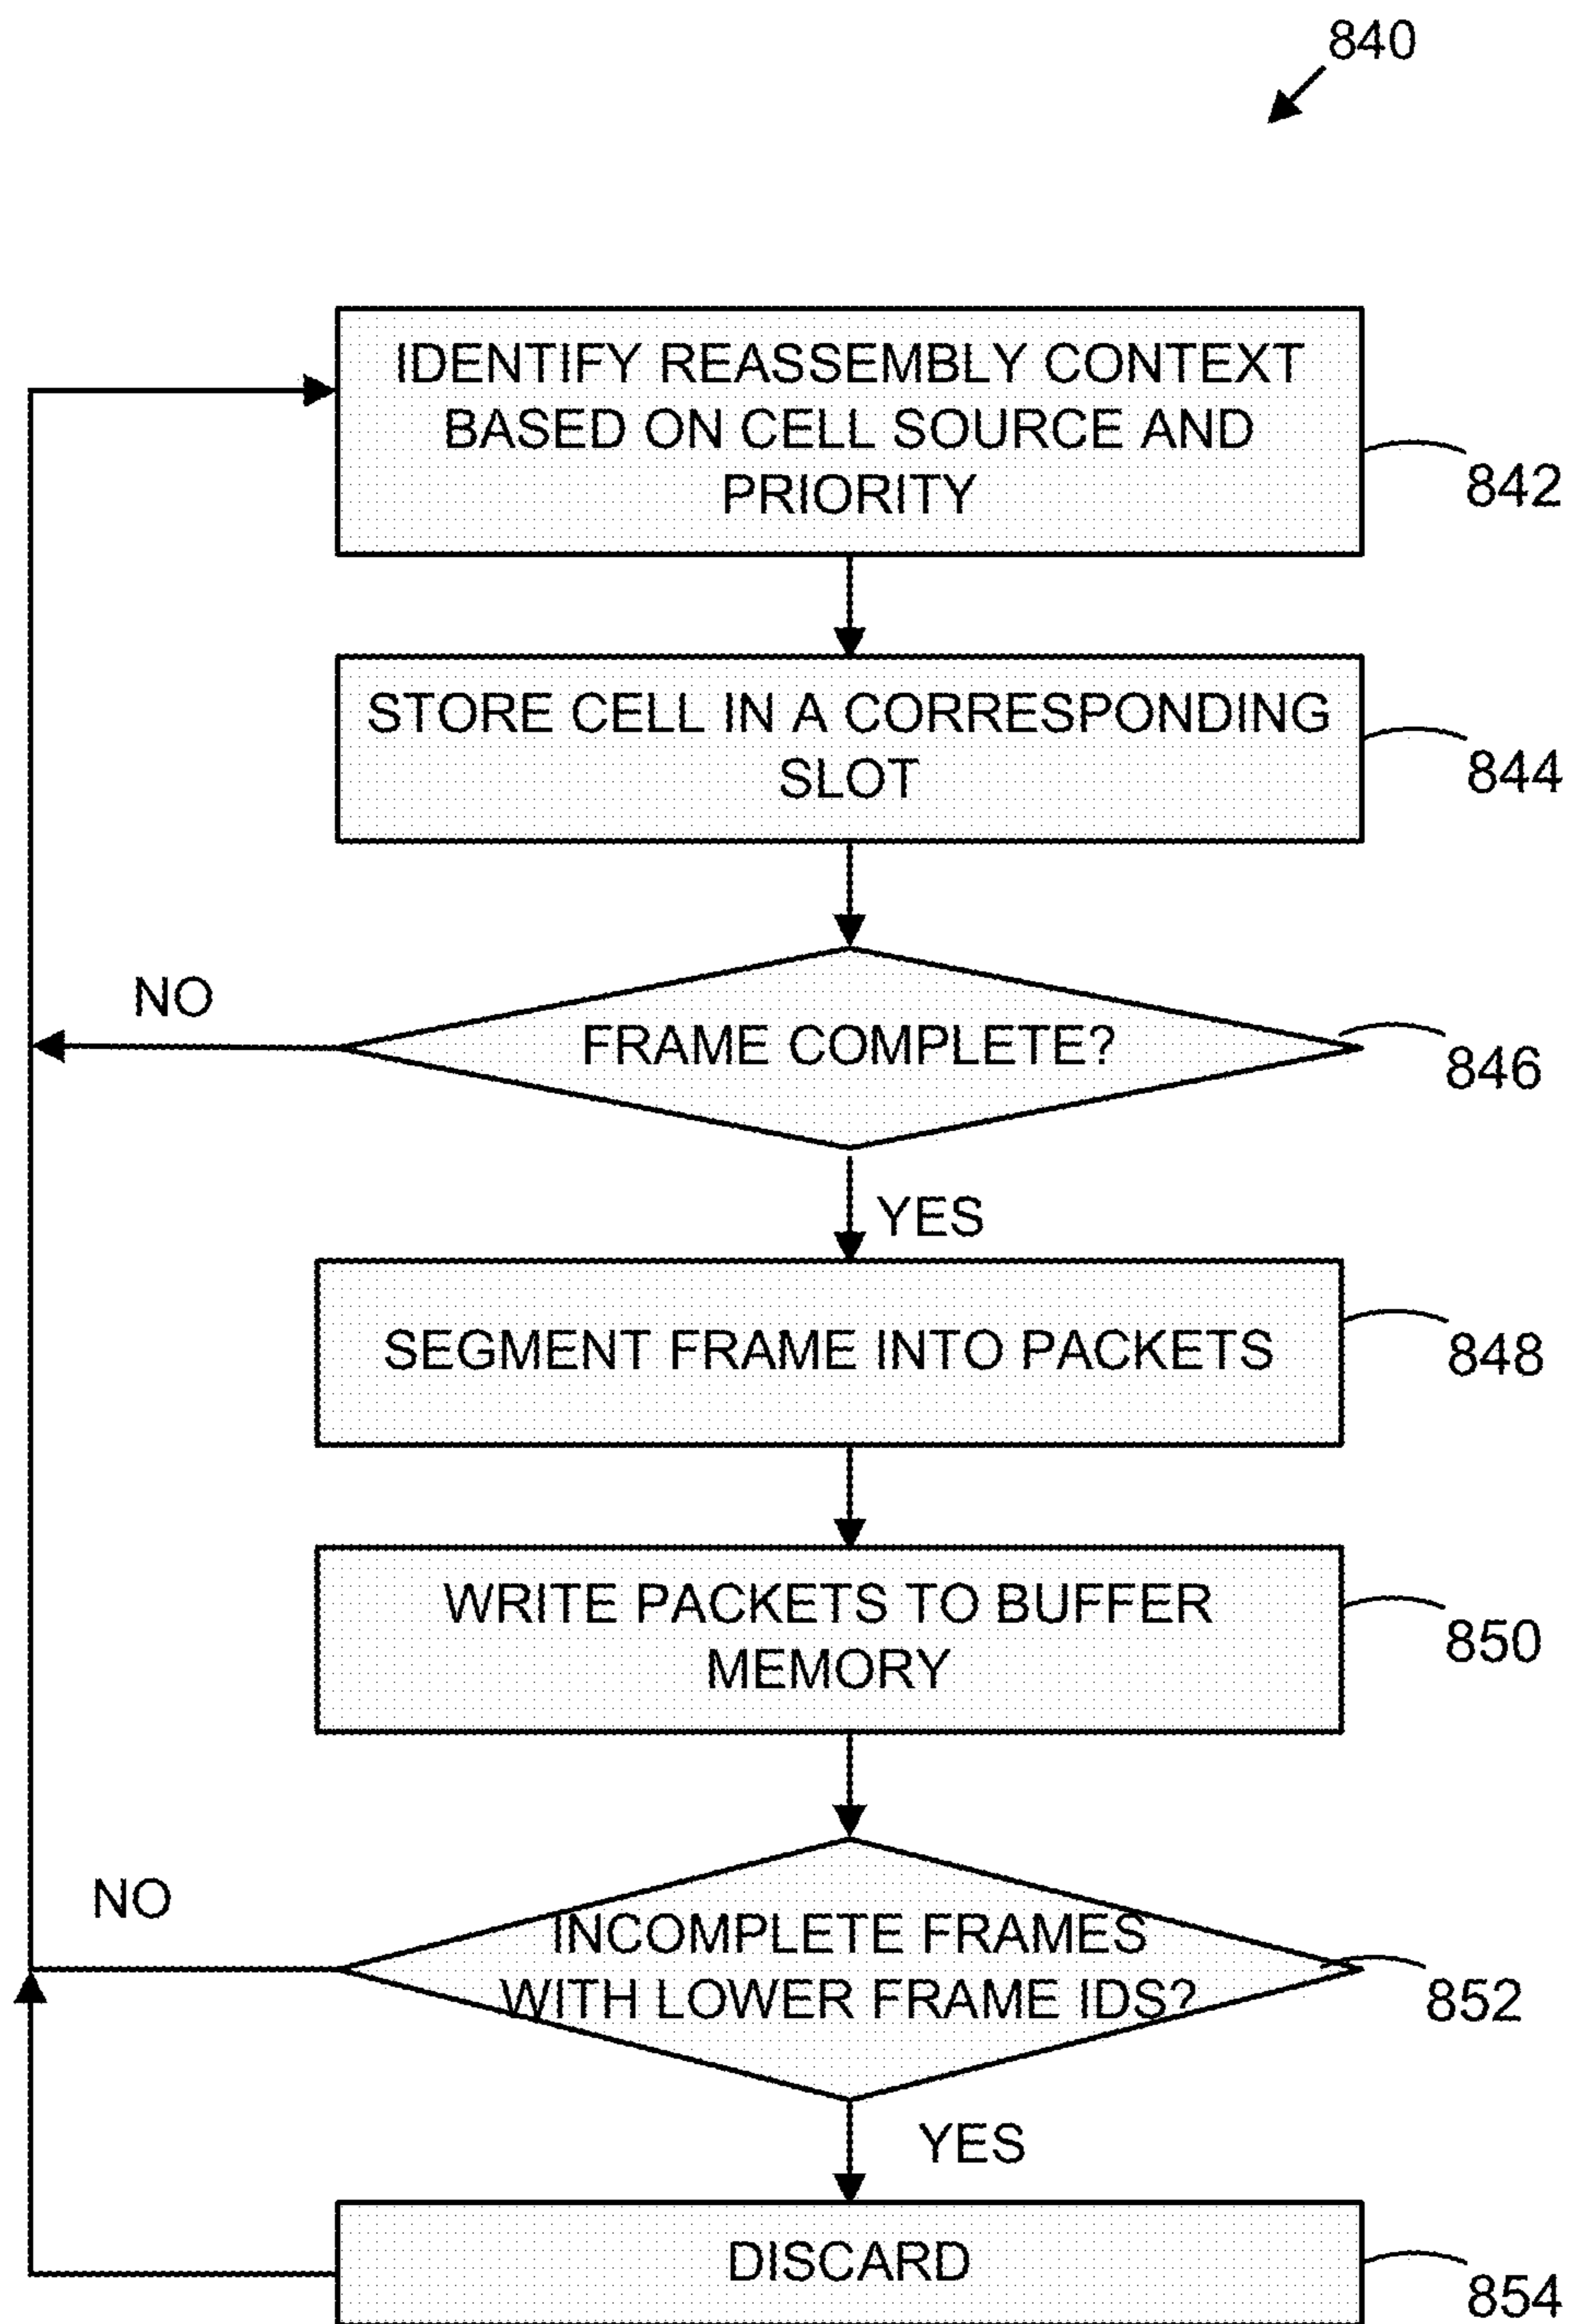 840
IDENTIFY REASSEMBLY CONTEXT
BASED ON CELL SOURCE AND
PRIORITY
842
STORE CELL IN A CORRESPONDING
SLOT
844
NO
FRAME COMPLETE?
846
YES
SEGMENT FRAME INTO PACKETS
848
WRITE PACKETS TO BUFFER
MEMORY
850
NO
INCOMPLETE FRAMES
WITH LOWER FRAME IDS?
852
YES
DISCARD
854